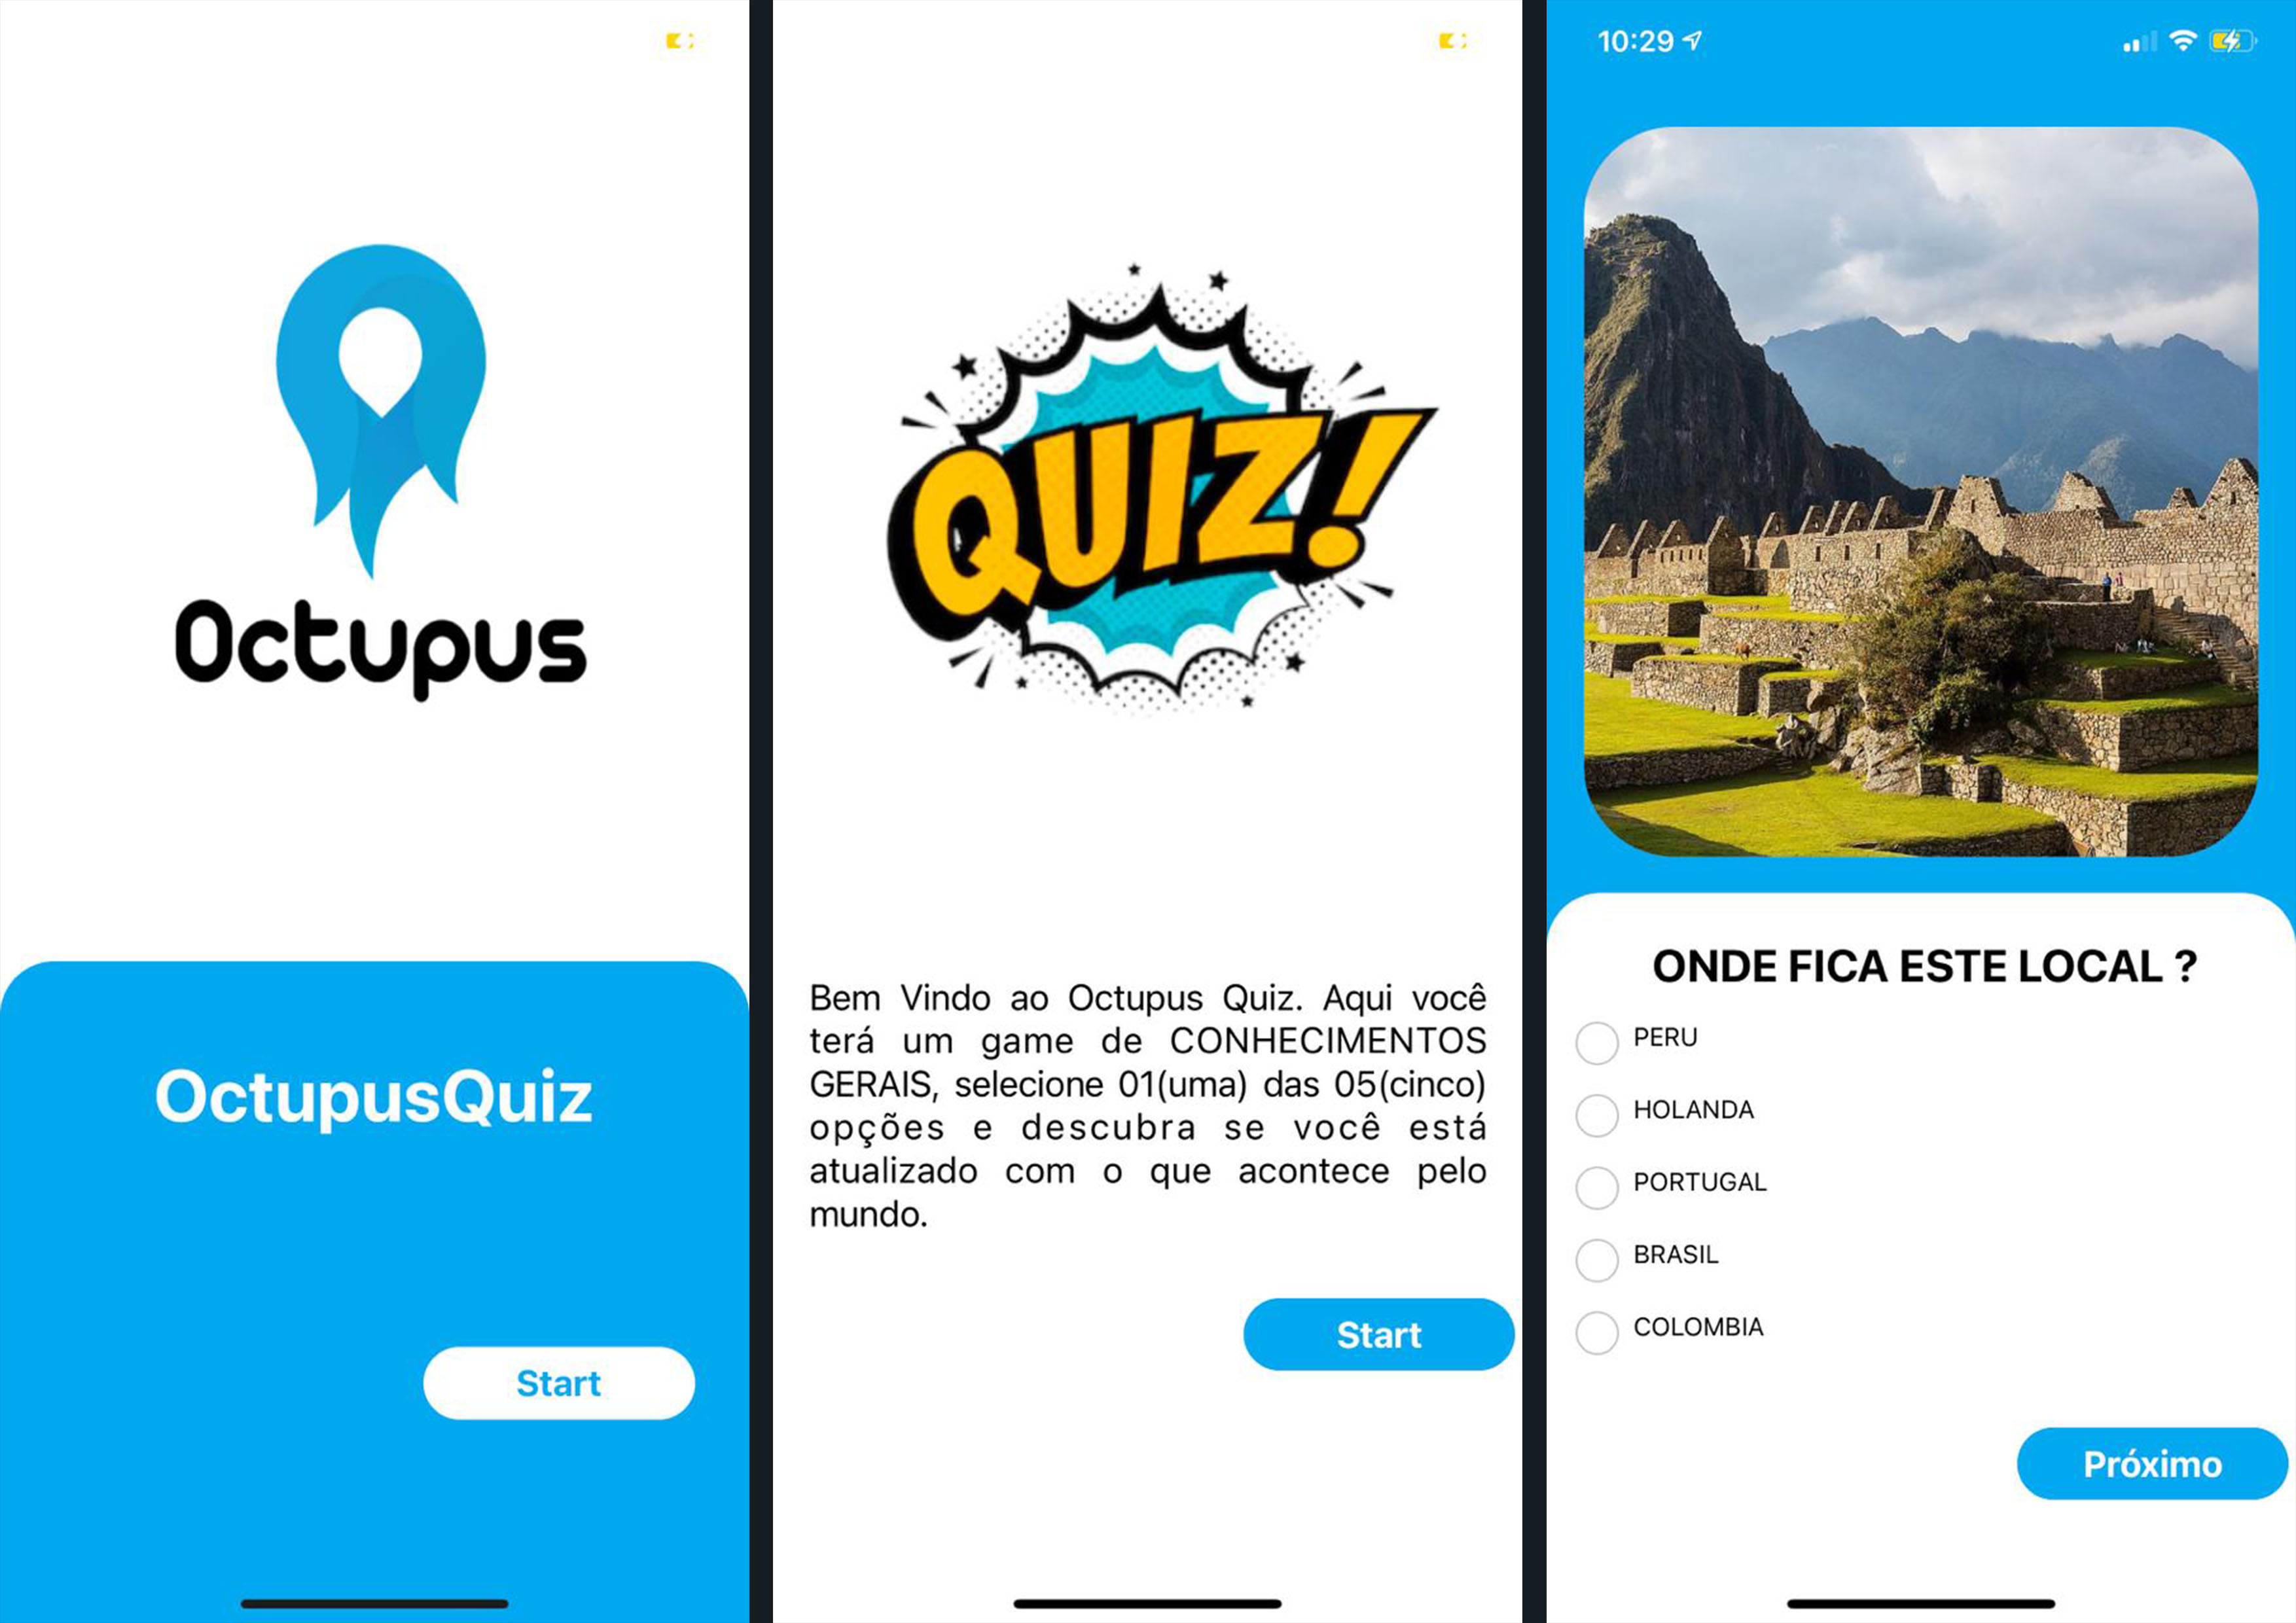 Octupus
OctupusQuiz
Start
QUIZ!
Bem Vindo ao Octupus Quiz. Aqui você
terá um game de CONHECIMENTOS
GERAIS, selecione 01(uma) das 05(cinco)
opções e descubra se você está
atualizado com o que acontece pelo
mundo.
Start
10:29
ONDE FICA ESTE LOCAL ?
PERU
HOLANDA
PORTUGAL
BRASIL
COLOMBIA
Próximo